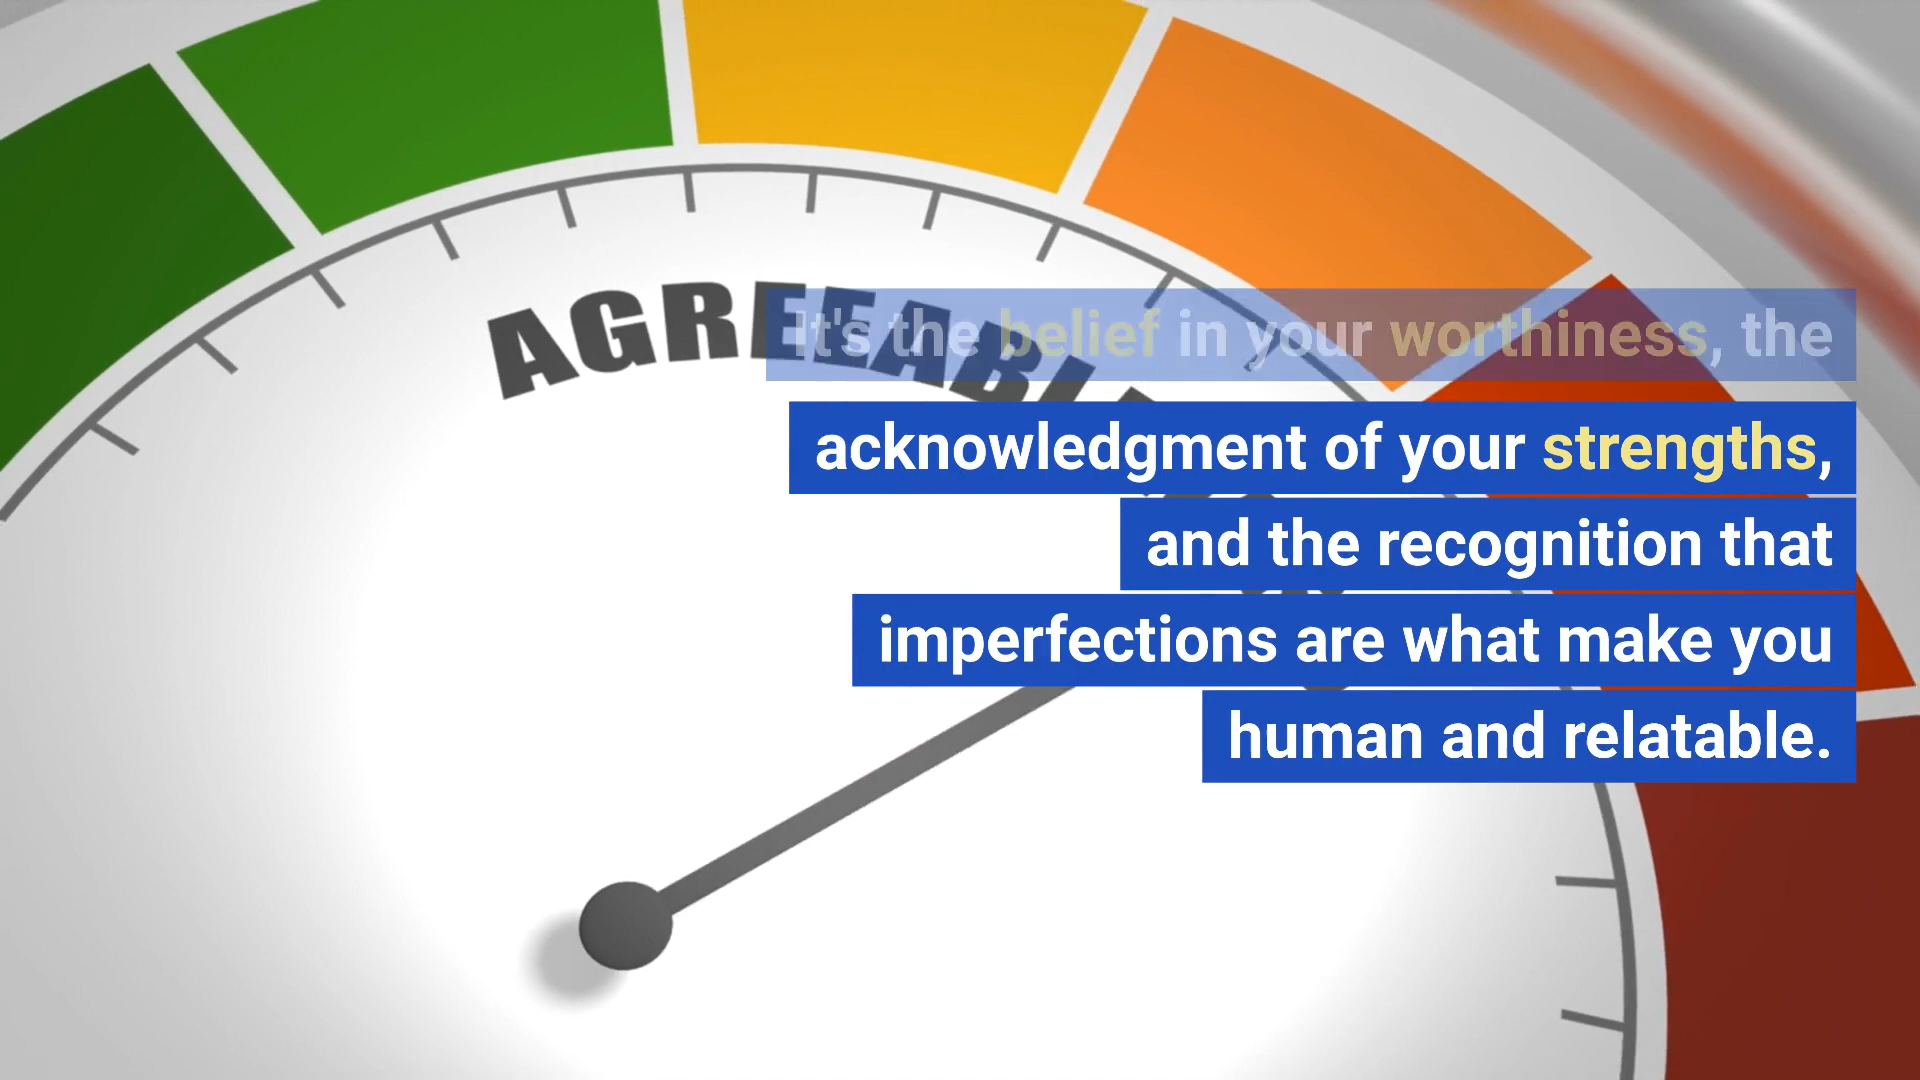 It's the belief in your worthiness, the
acknowledgment of your strengths,
and the recognition that
imperfections are what make you
human and relatable.